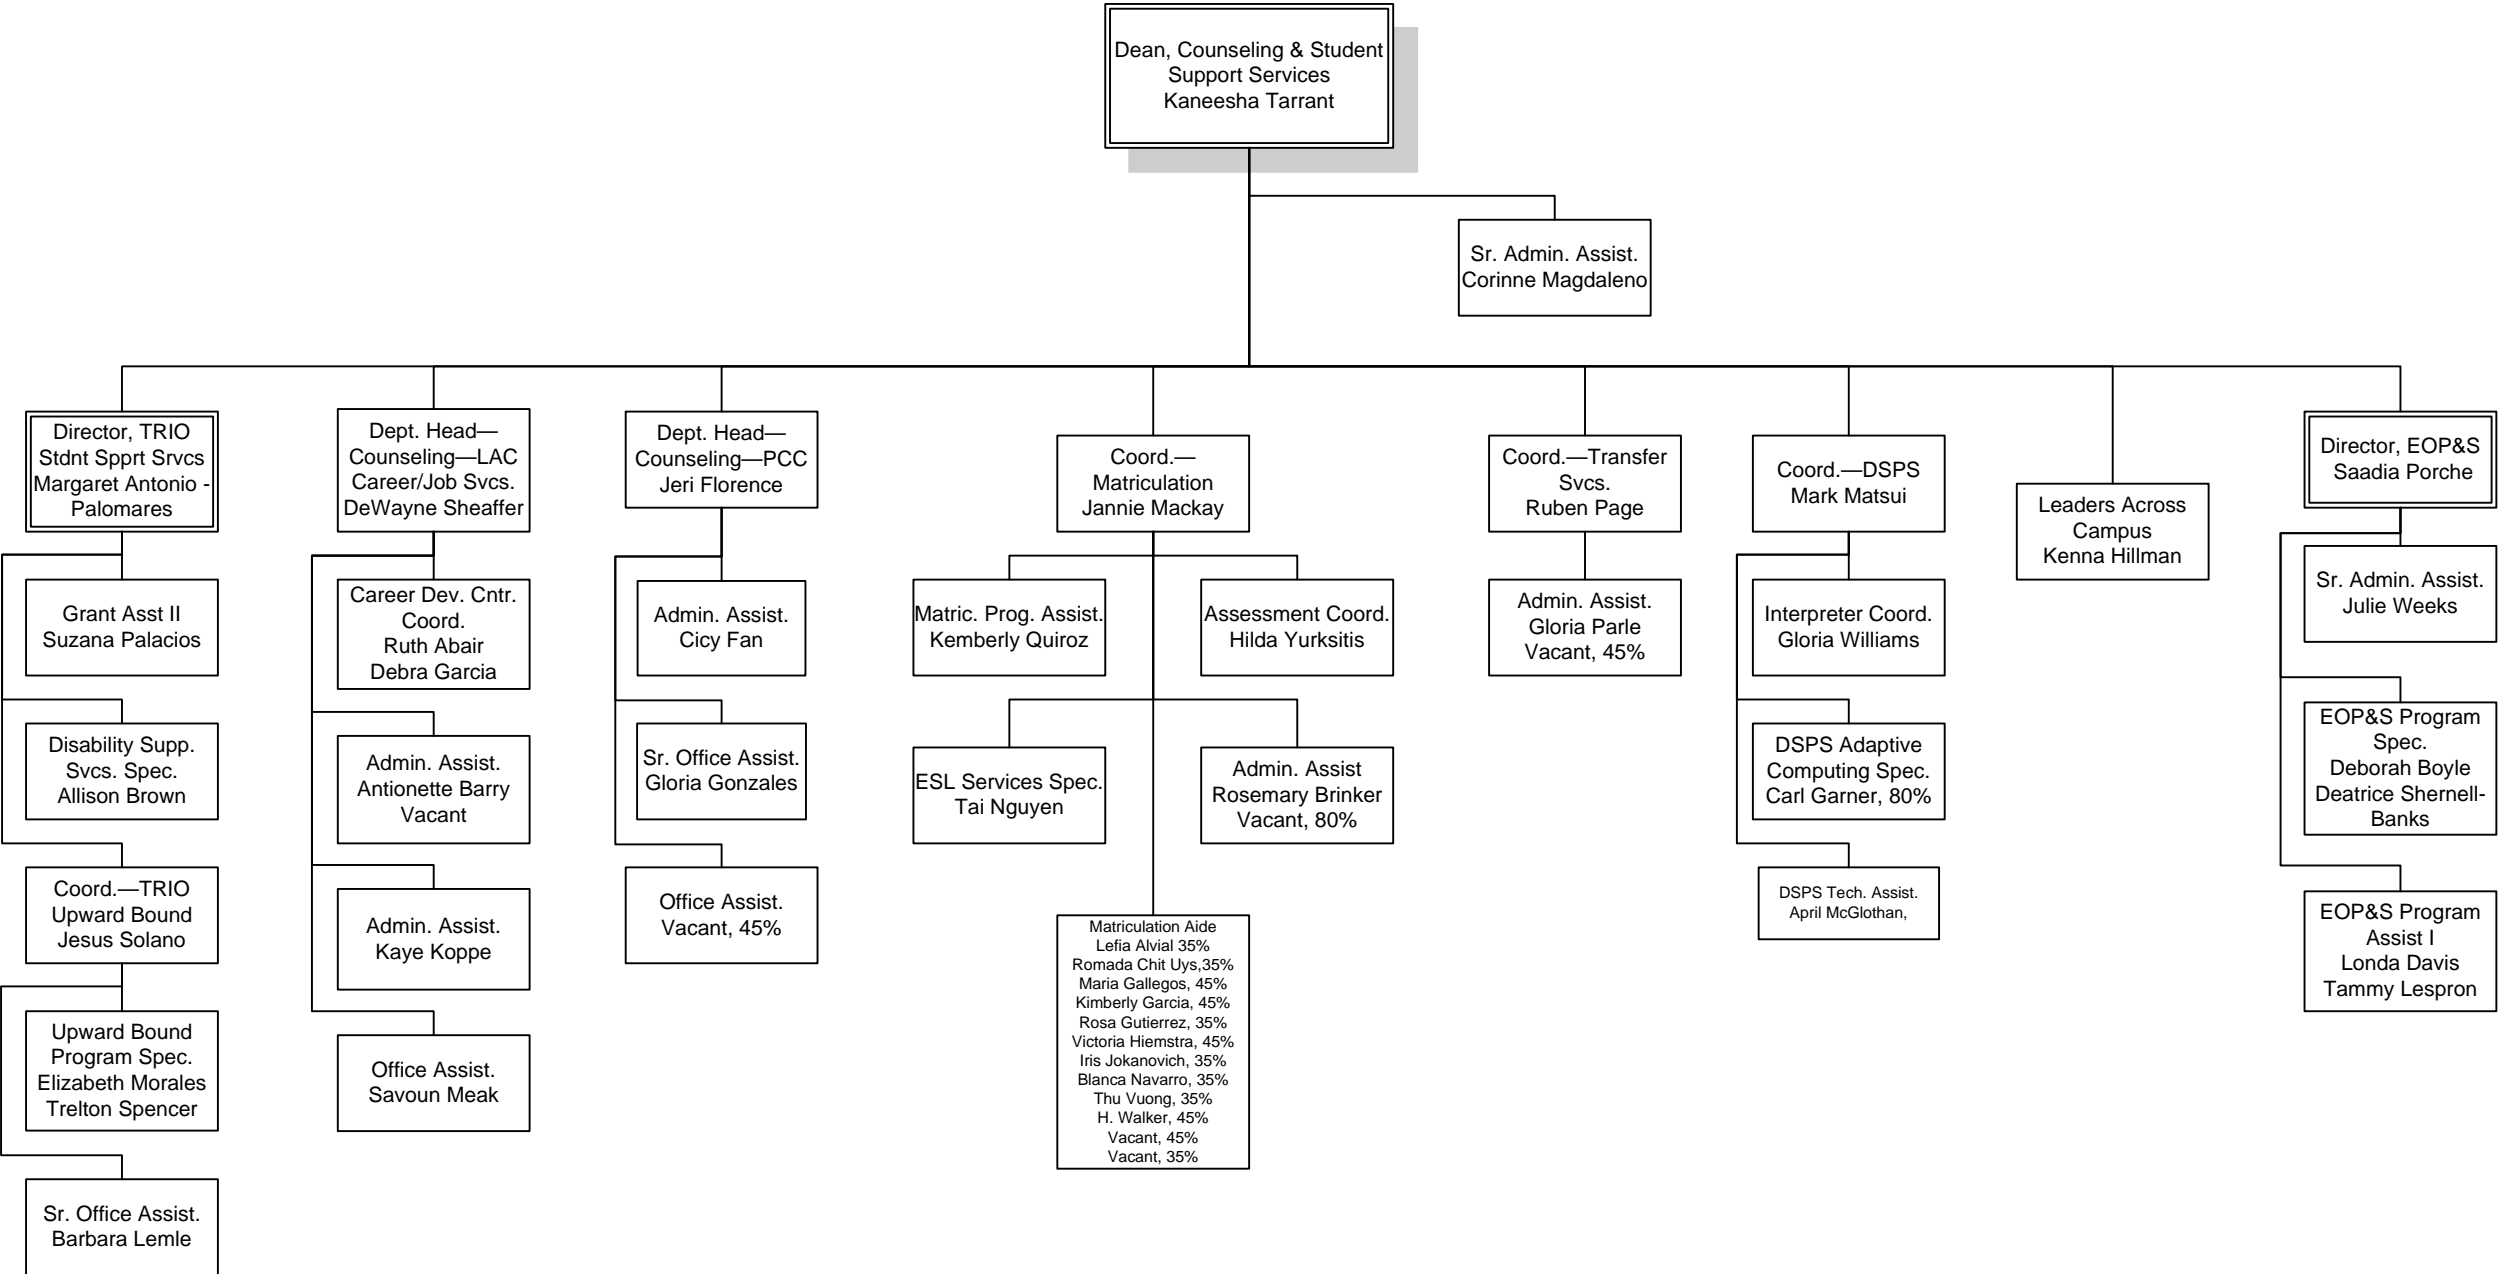 Dean, Counseling & Student
Support Services
Kaneesha Tarrant
Sr. Admin. Assist.
Corinne Magdaleno
Director, TRIO
Stdnt Spprt Srvcs
Margaret Antonio -
Palomares
Grant Asst II
Suzana Palacios
Disability Supp.
Svcs. Spec.
Allison Brown
Coord.—TRIO
Upward Bound
Jesus Solano
Upward Bound
Program Spec.
Elizabeth Morales
Trelton Spencer
Sr. Office Assist.
Barbara Lemle
Dept. Head—
Counseling—LAC
Career/Job Svcs.
DeWayne Sheaffer
Career Dev. Cntr.
Coord.
Ruth Abair
Debra Garcia
Admin. Assist.
Antionette Barry
Vacant
Admin. Assist.
Kaye Koppe
Office Assist.
Savoun Meak
Dept. Head—
Counseling—PCC
Jeri Florence
Admin. Assist.
Cicy Fan
Sr. Office Assist.
Gloria Gonzales
Office Assist.
Vacant, 45%
Coord.—
Matriculation
Jannie Mackay
Matric. Prog. Assist.
Kemberly Quiroz
Assessment Coord.
Hilda Yurksitis
ESL Services Spec.
Tai Nguyen
Admin. Assist
Rosemary Brinker
Vacant, 80%
Matriculation Aide
Lefia Alvial 35%
Romada Chit Uys,35%
Maria Gallegos, 45%
Kimberly Garcia, 45%
Rosa Gutierrez, 35%
Victoria Hiemstra, 45%
Iris Jokanovich, 35%
Blanca Navarro, 35%
Thu Vuong, 35%
H. Walker, 45%
Vacant, 45%
Vacant, 35%
Coord.—Transfer
Svcs.
Ruben Page
Admin. Assist.
Gloria Parle
Vacant, 45%
Coord.—DSPS
Mark Matsui
Interpreter Coord.
Gloria Williams
DSPS Adaptive
Computing Spec.
Carl Garner, 80%
DSPS Tech. Assist.
April McGlothan,
Leaders Across
Campus
Kenna Hillman
Director, EOP&S
Saadia Porche
Sr. Admin. Assist.
Julie Weeks
EOP&S Program
Spec.
Deborah Boyle
Deatrice Shernell-
Banks
EOP&S Program
Assist I
Londa Davis
Tammy Lespron